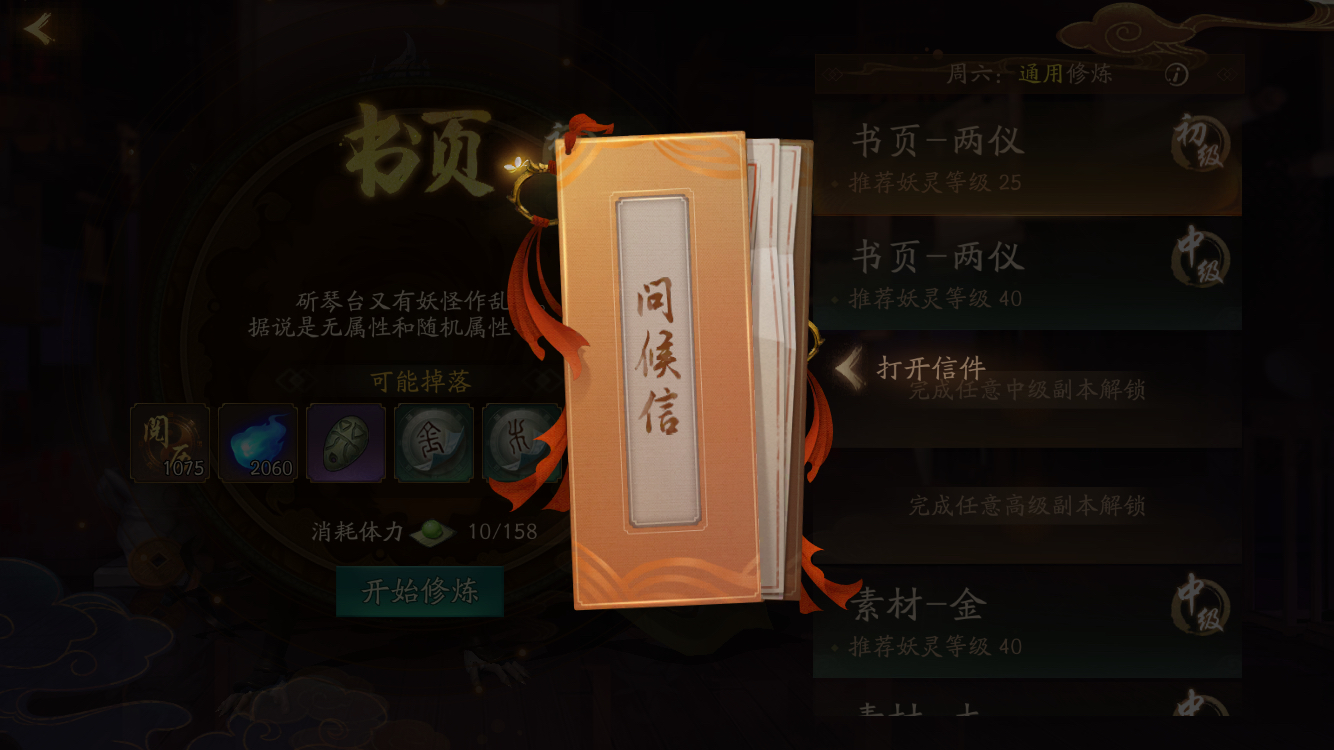 书页
斫琴台又有妖怪作乱
据说是无属性和随机属性
可能掉落
1075
2060
消耗体力 10/158
开始修炼
问候信
周六：通用修炼
书页-两仪
初级
推荐妖灵等级 25
书页-两仪
中级
推荐妖灵等级 40
打开信件
完成任意中级副本解锁
完成任意高级副本解锁
素材-金
中级
推荐妖灵等级 40